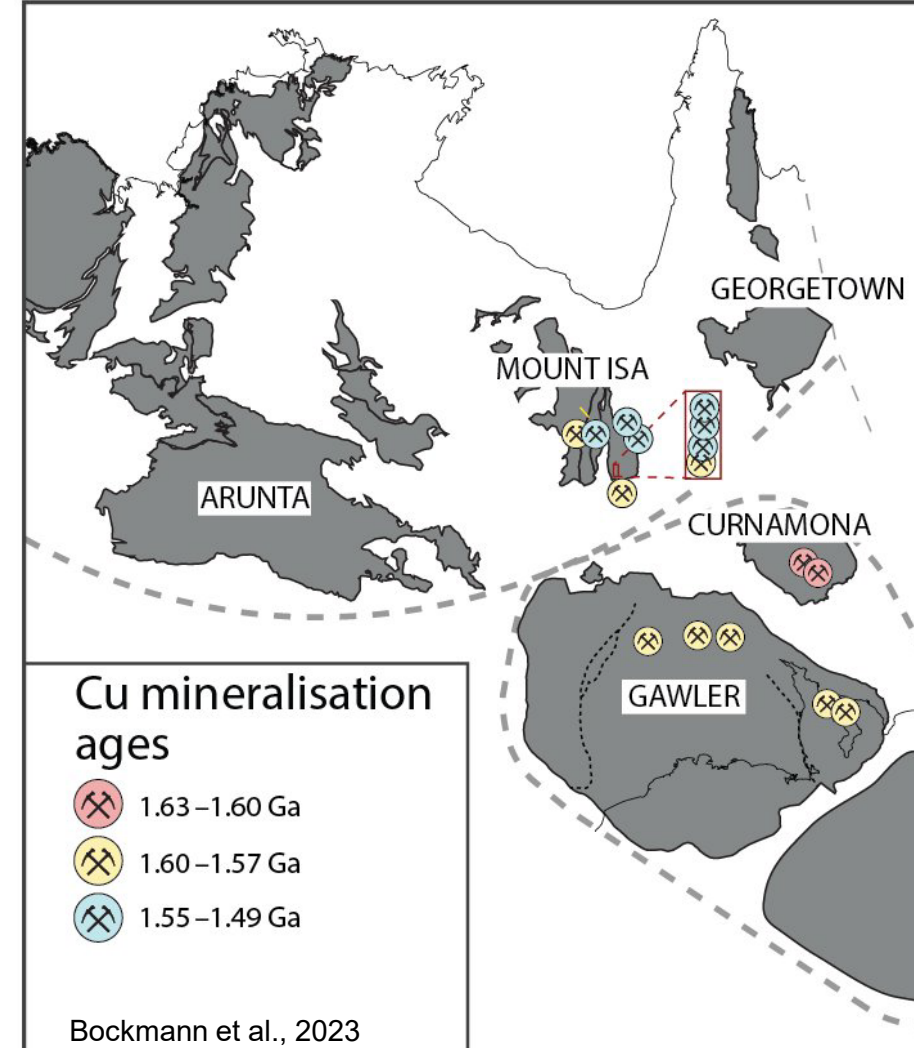 GEORGETOWN
MOUNT ISA
ARUNTA
CURNAMONA
GAWLER
Cu mineralisation
ages
1.63 –1.60 Ga
1.60 –1.57 Ga
1.55 –1.49 Ga
Bockmann et al., 2023